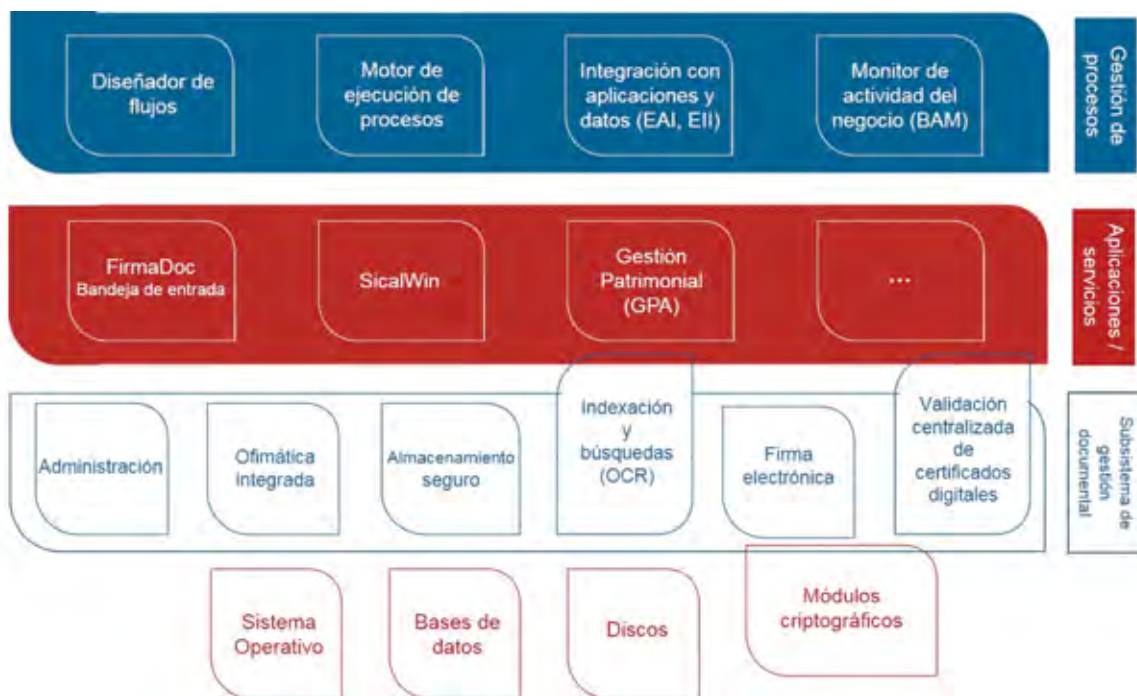 Diseñador de
flujos
Motor de
ejecución de
procesos
Integración con
aplicaciones y
datos (EAI, EII)
Monitor de
actividad del
negocio (BAM)
Gestión de
procesos
FirmaDoc
Bandeja de entrada
SicalWin
Gestión
Patrimonial
(GPA)
...
Aplicaciones /
servicios
Administración
Ofimática
integrada
Almacenamiento
seguro
Indexación
y
búsquedas
(OCR)
Firma
electrónica
Validación
centralizada
de
certificados
digitales
Subsistema de
gestión
documental
Sistema
Operativo
Bases de
datos
Discos
Módulos
criptográficos